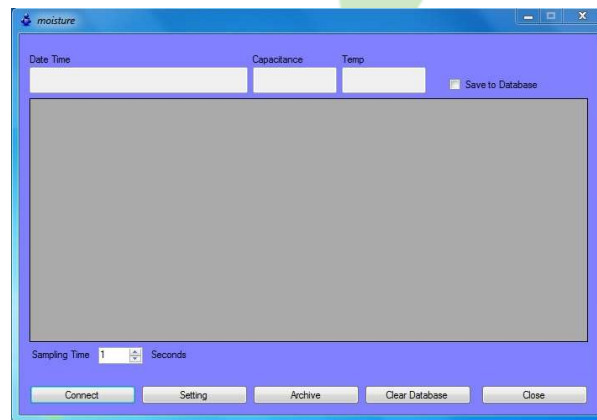 moisture
Date Time Capacitance Temp
Save to Database
Sampling Time 1 Seconds
Connect Setting Archive Clear Database Close